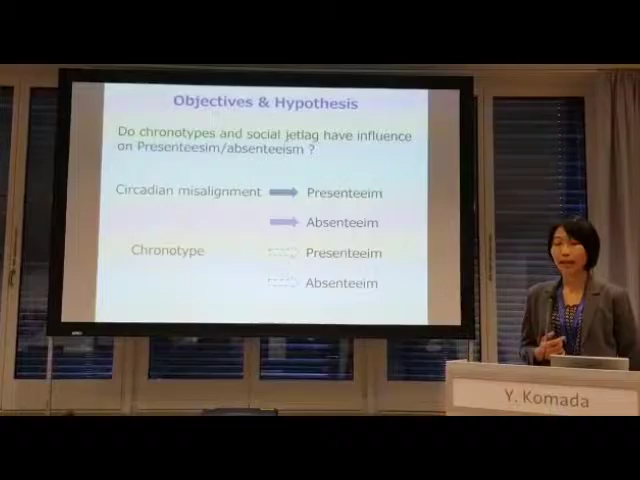 Objectives & Hypothesis
Do chronotypes and social jetlag have influence
on Presenteesim/absenteeism ?
Circadian misalignment Presenteeim
Absenteeim
Chronotype Presenteeim
Absenteeim
Y. Komada